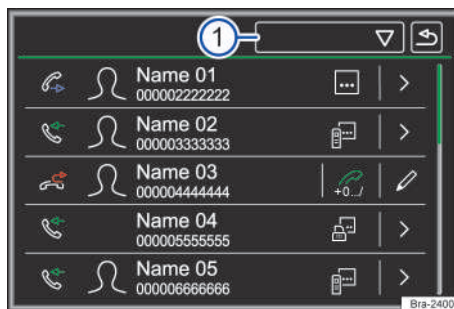 1
Name 01
000002222222
Name 02
000003333333
Name 03
000004444444
+0.../
Name 04
000005555555
Name 05
000006666666
Bra-2400